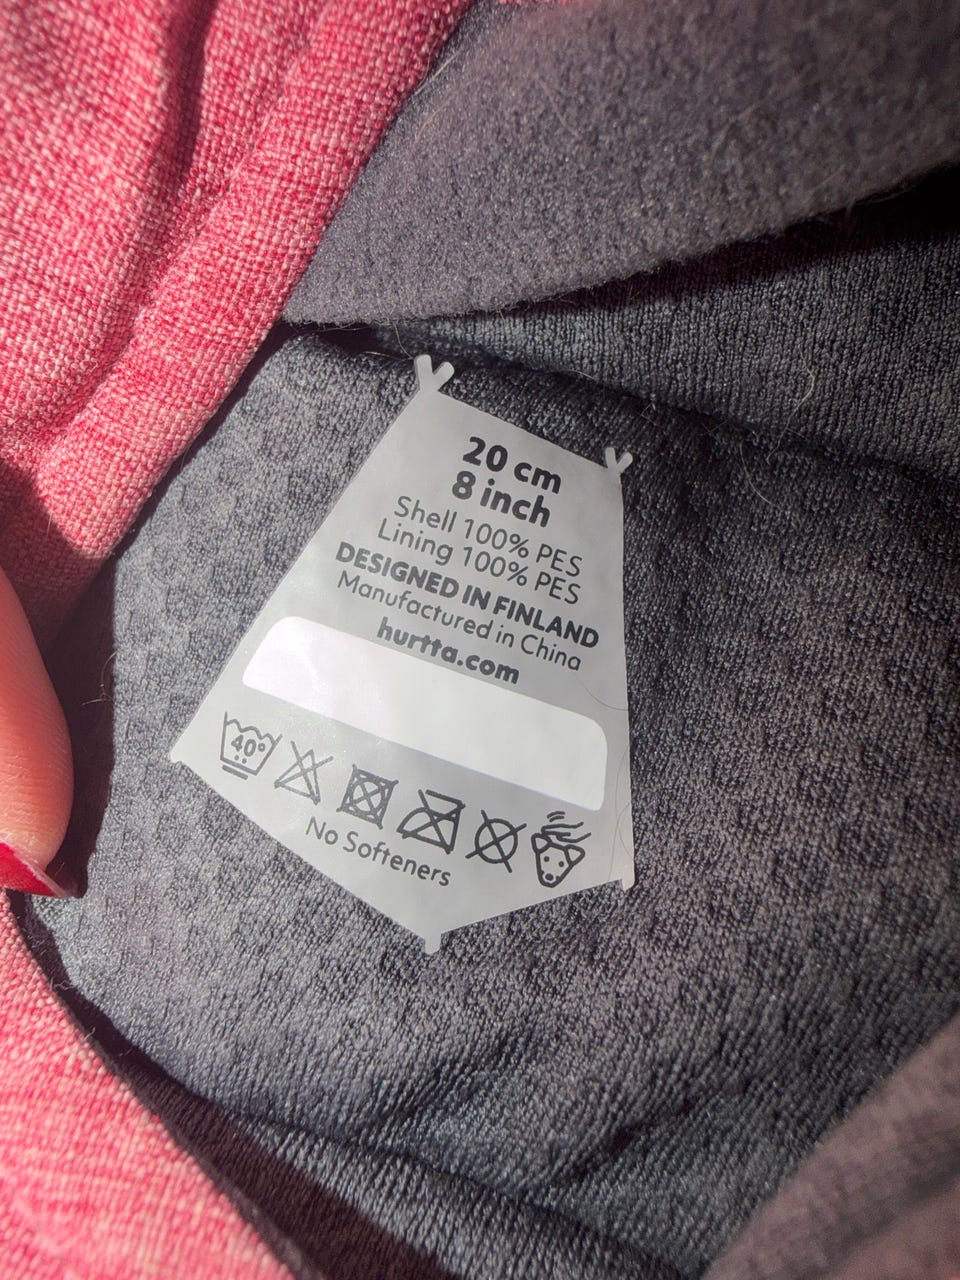 20 cm
8 inch
Shell 100% PES
Lining 100% PES
DESIGNED IN FINLAND
Manufactured in China
hurtta.com
40°
No Softeners